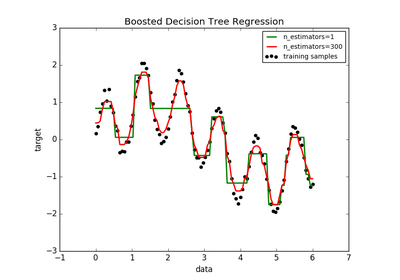 Boosted Decision Tree Regression
n_estimators=1
n_estimators=300
training samples
target
3
2
1
0
−1
−2
−3
−1 0 1 2 3 4 5 6 7
data